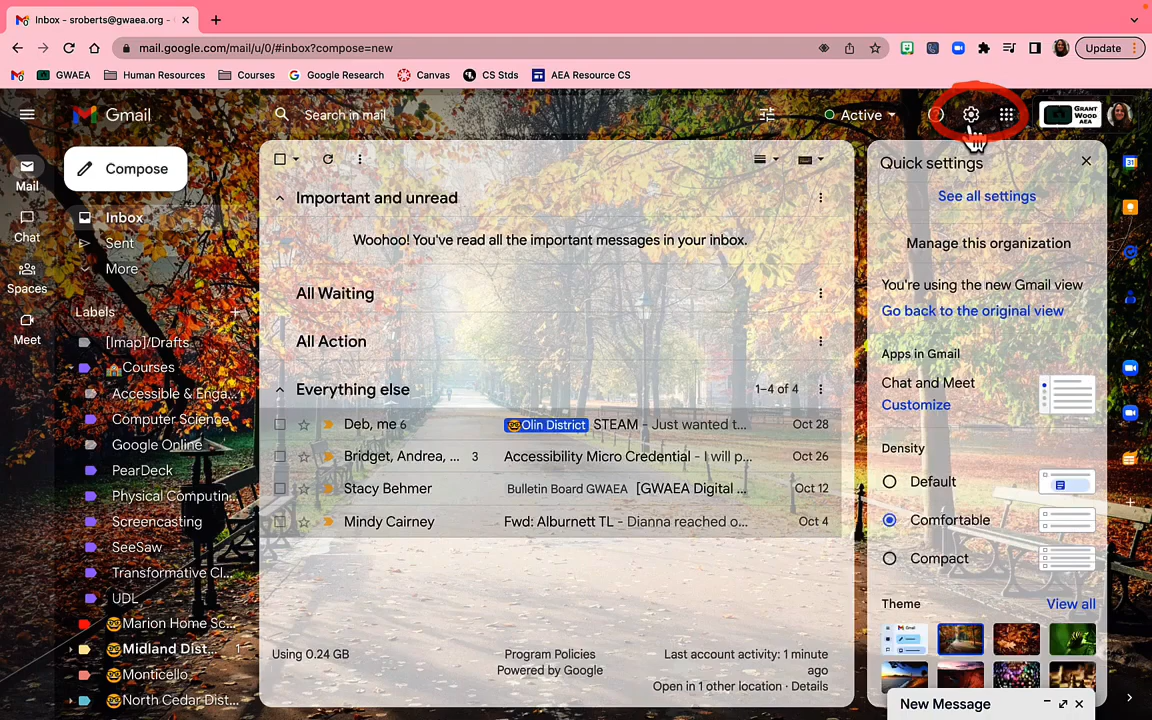 Inbox - sroberts@gwaea.org -
mail.google.com/mail/u/0/#inbox?compose=new
Update
GWAEA
Human Resources
Courses
Google Research
Canvas
CS Stds
AEA Resource CS
Gmail
Search in mail
Active
GRANT
WOOD
AEA
Mail
Chat
Spaces
Meet
Compose
Inbox
Sent
More
Labels
[Imap]/Drafts
Courses
Accessible & Enga...
Computer Science
Google Online
PearDeck
Physical Computin...
Screencasting
SeeSaw
Transformative Cl...
UDL
Marion Home Sc...
Midland Dist... 1
Monticello
North Cedar Dist...
Important and unread
Woohoo! You've read all the important messages in your inbox.
All Waiting
All Action
Everything else 1–4 of 4
Deb, me 6 Olin District STEAM - Just wanted t... Oct 28
Bridget, Andrea, ... 3 Accessibility Micro Credential - I will p... Oct 26
Stacy Behmer Bulletin Board GWAEA [GWAEA Digital ... Oct 12
Mindy Cairney Fwd: Alburnett TL - Dianna reached o... Oct 4
Using 0.24 GB
Program Policies
Powered by Google
Last account activity: 1 minute
ago
Open in 1 other location · Details
Quick settings
See all settings
Manage this organization
You're using the new Gmail view
Go back to the original view
Apps in Gmail
Chat and Meet
Customize
Density
Default
Comfortable
Compact
Theme View all
Gmail
New Message
31